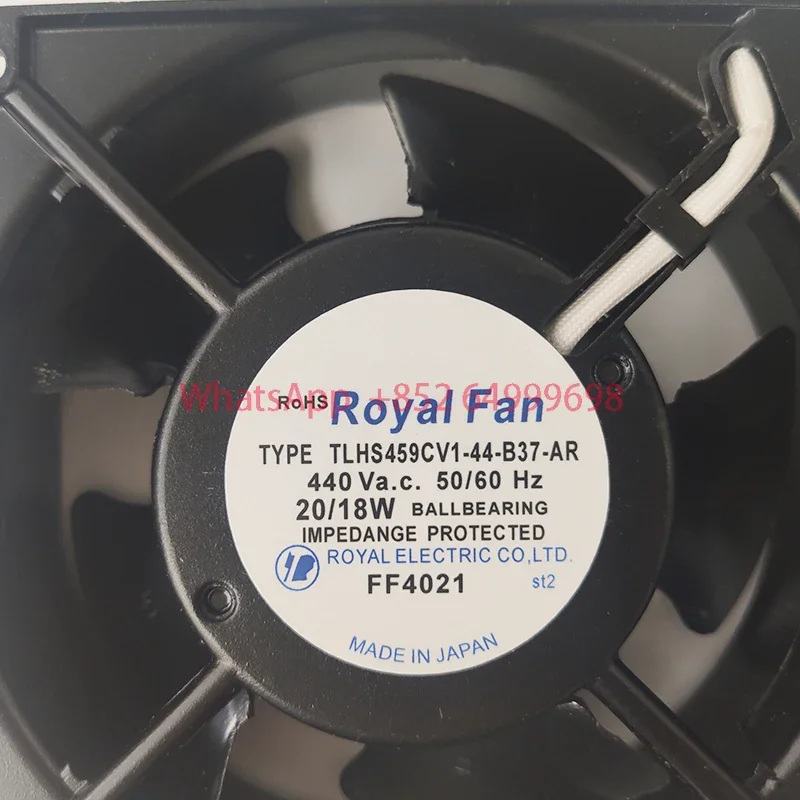 WhatsApp +852 64999698
RoHS Royal Fan
TYPE TLHS459CV1-44-B37-AR
440 Va.c. 50/60 Hz
20/18W BALLBEARING
IMPEDANGE PROTECTED
ROYAL ELECTRIC CO,LTD.
FF4021 st2
MADE IN JAPAN